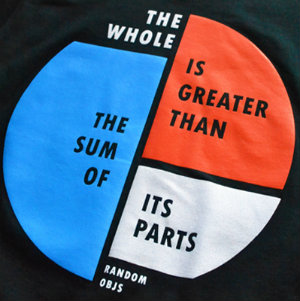 THE
WHOLE
IS
GREATER
THAN
THE
SUM
OF
ITS
PARTS
RANDOM
OBJS